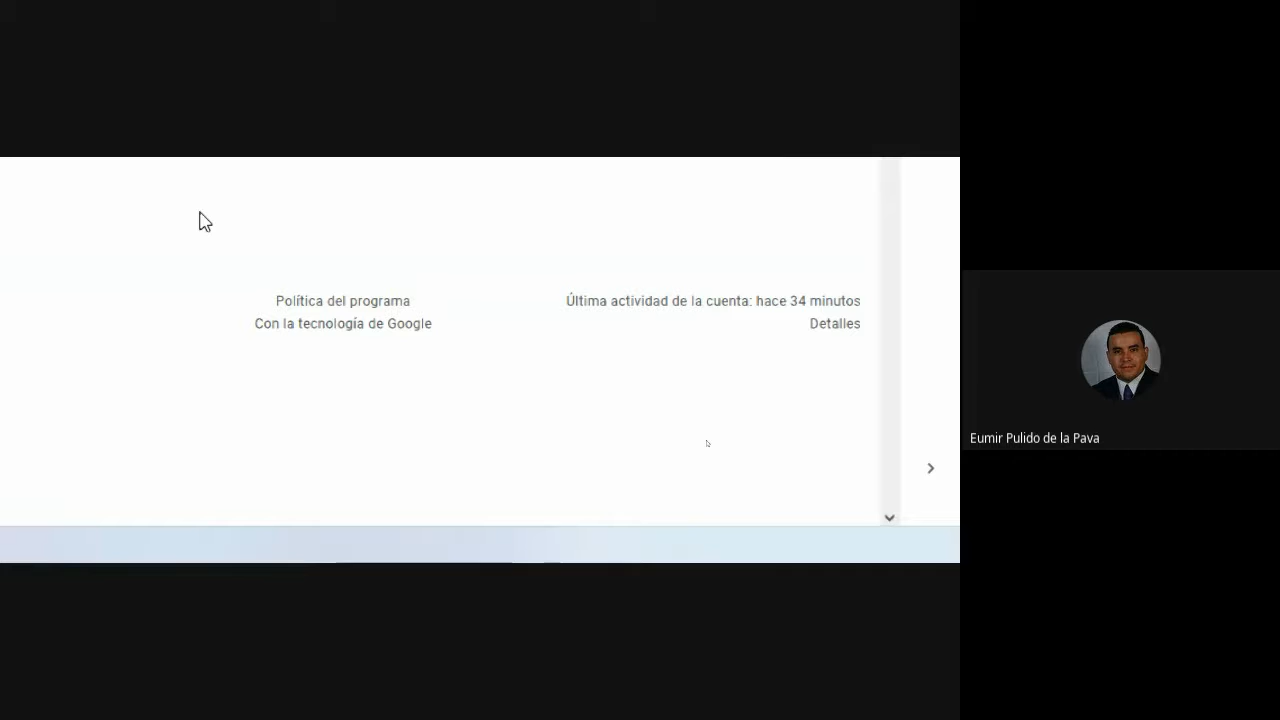 Política del programa
Con la tecnología de Google
Última actividad de la cuenta: hace 34 minutos
Detalles
Eumir Pulido de la Pava